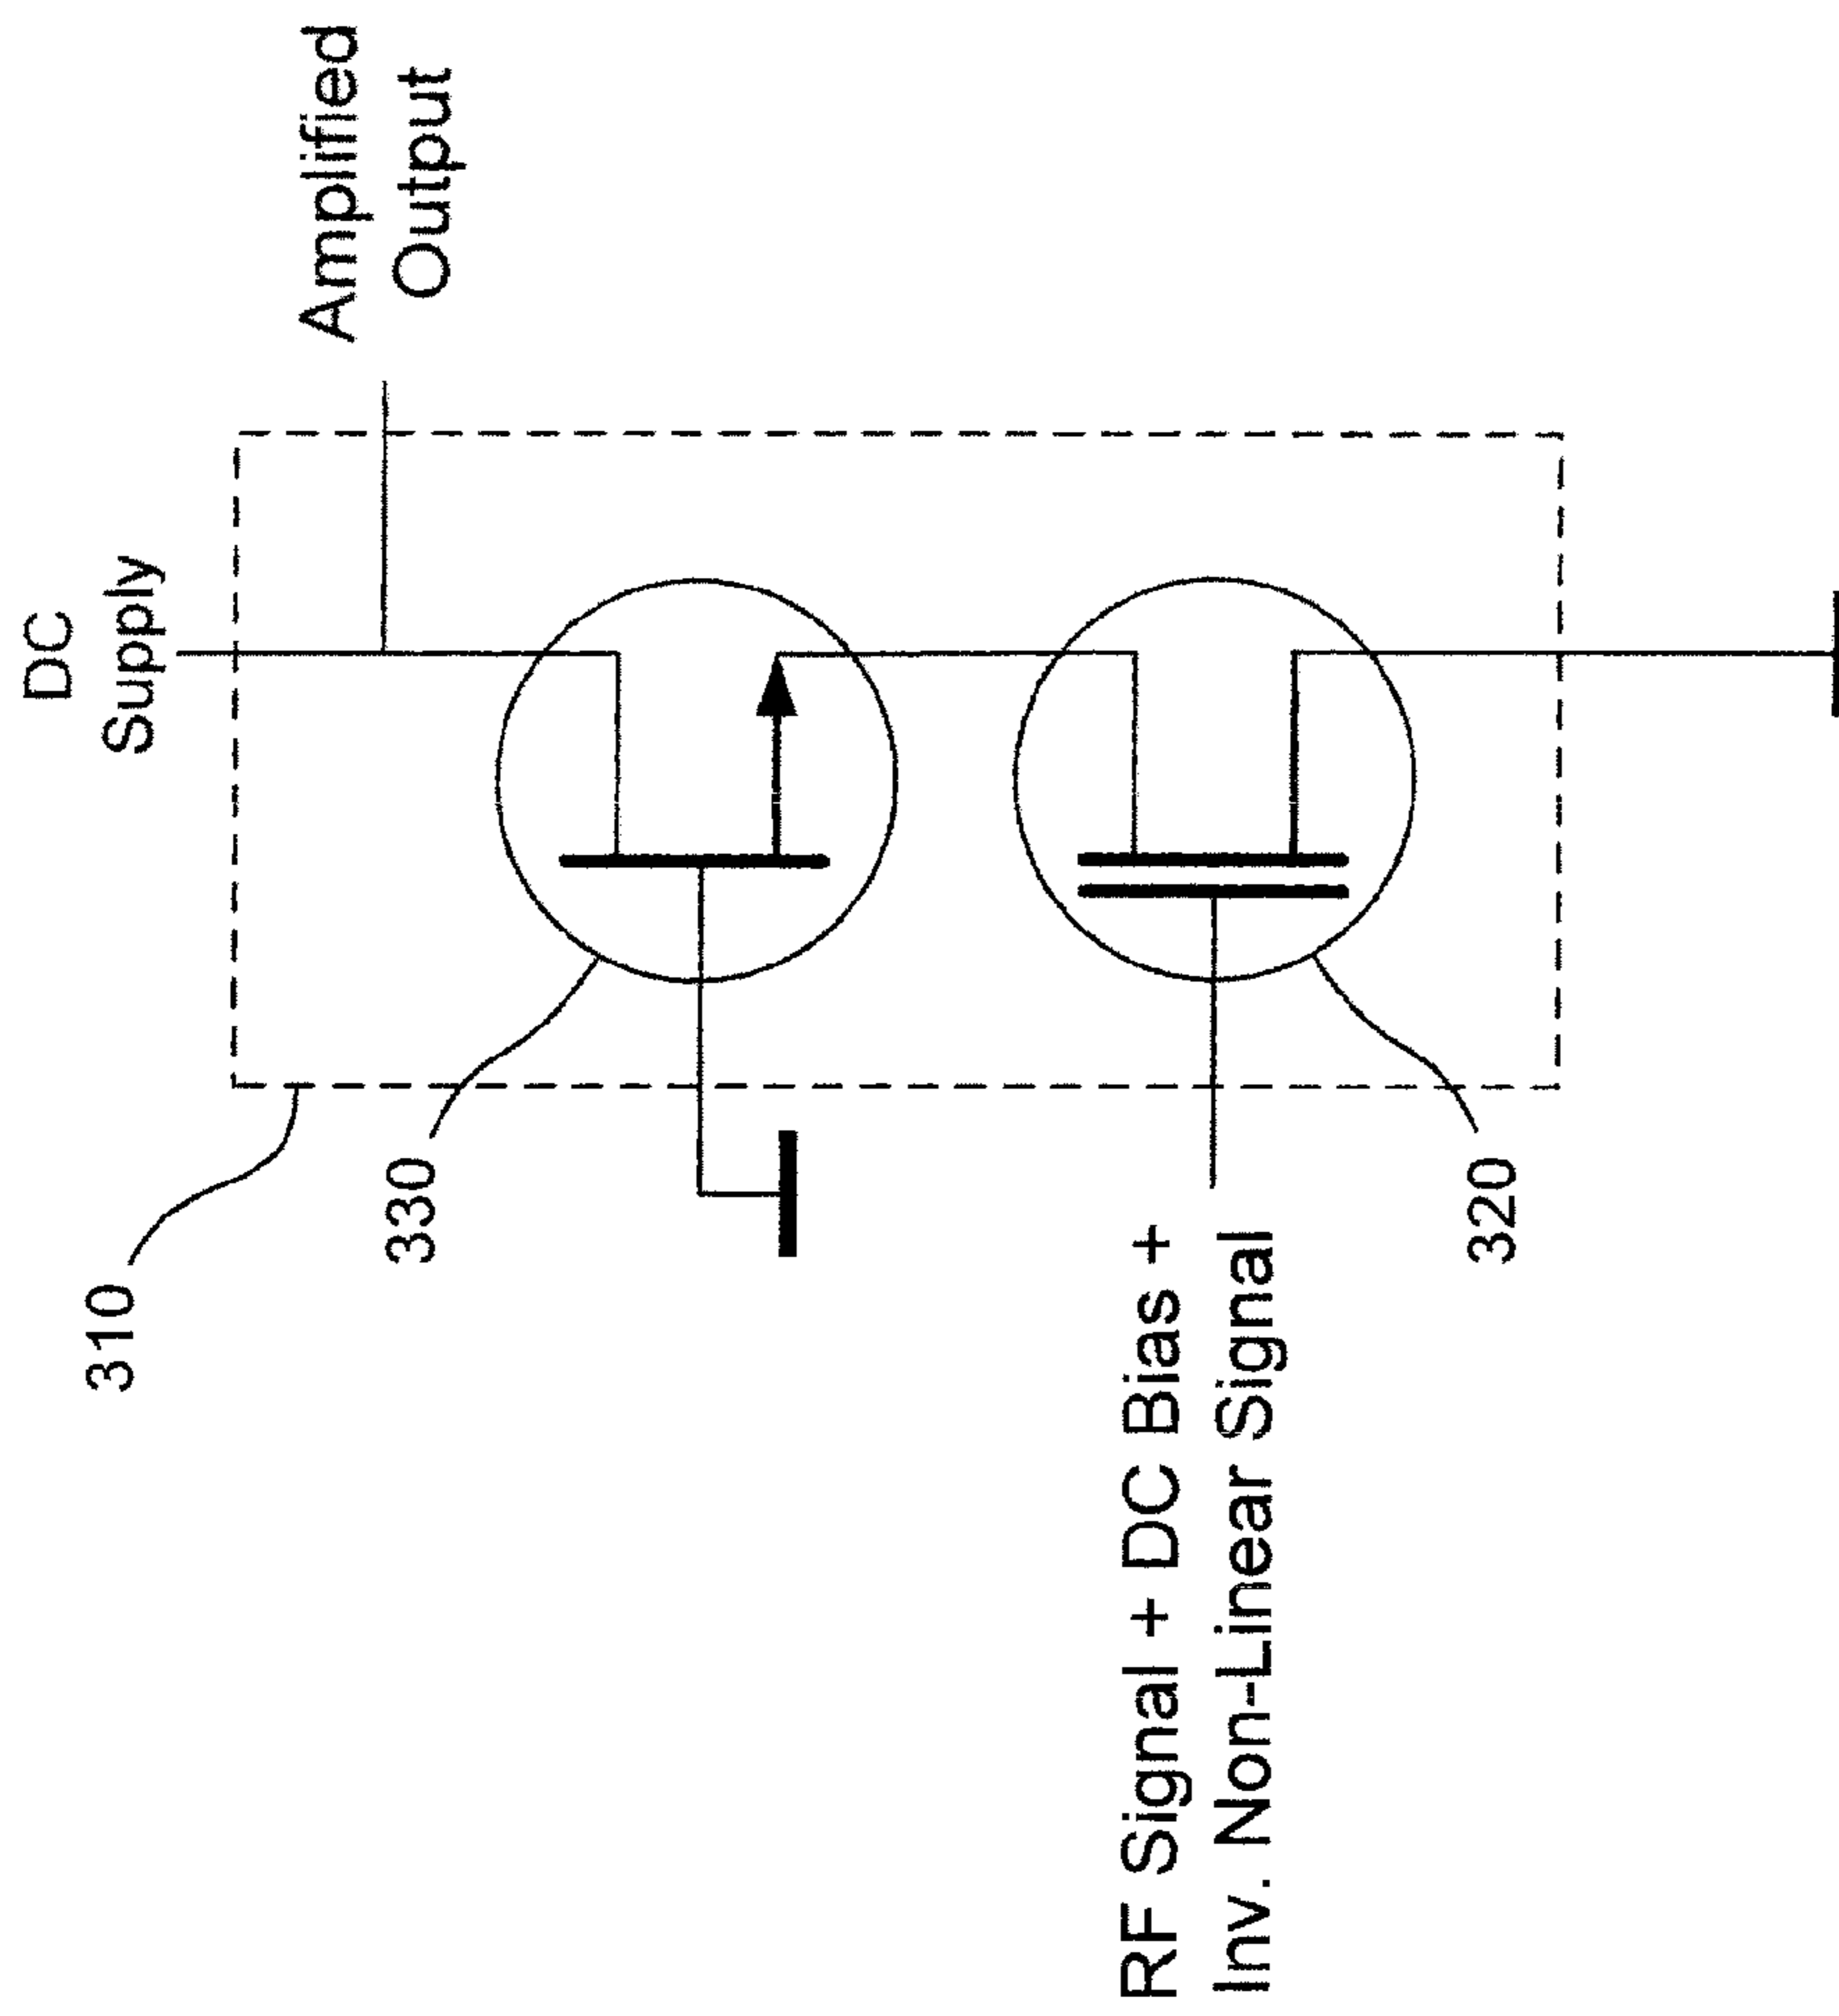 DC
Supply
Amplified
Output
310
330
RF Signal + DC Bias +
Inv. Non-Linear Signal
320